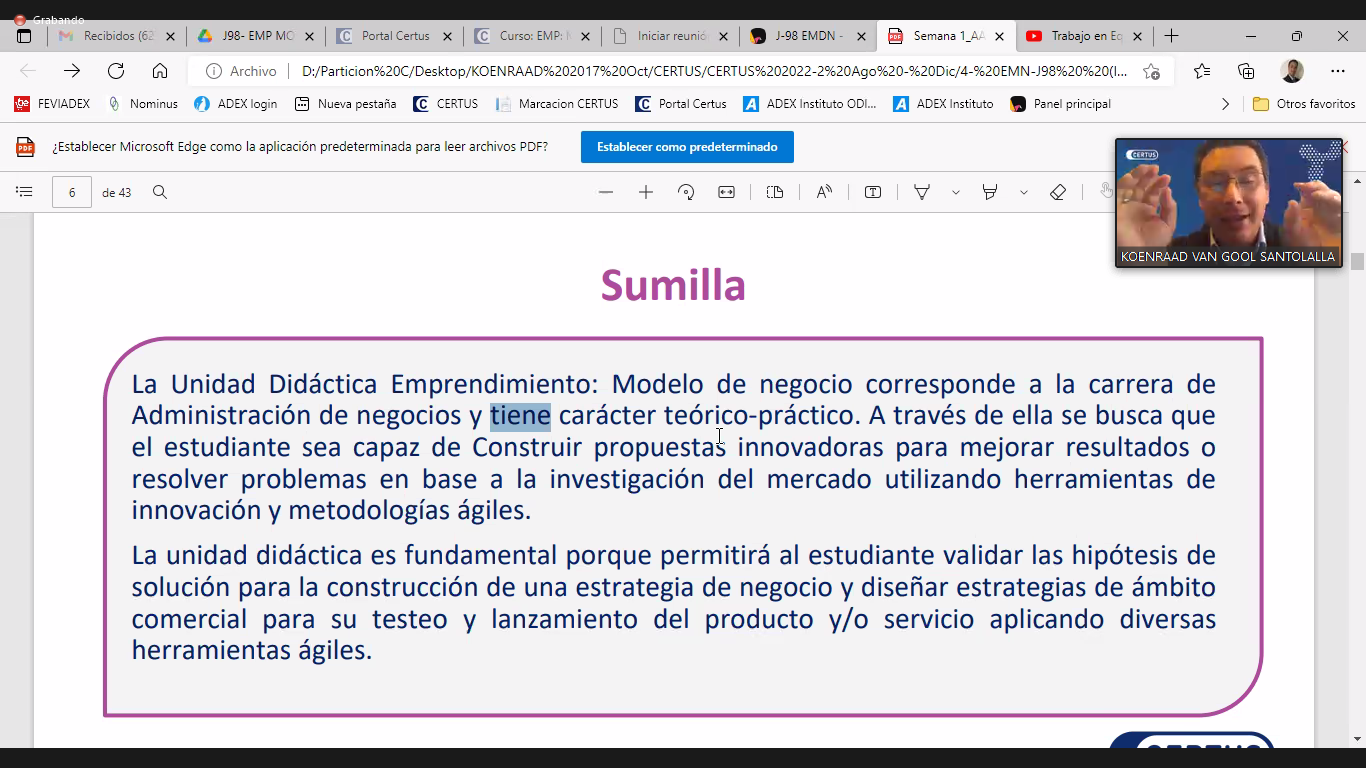 Grabando
Recibidos (62
J98- EMP MO
Portal Certus
Curso: EMP: M
Iniciar reunió
J-98 EMDN -
Semana 1_AA
Trabajo en Eq
Archivo
D:/Particion%20C/Desktop/KOENRAAD%202017%20Oct/CERTUS/CERTUS%202022-2%20Ago%20-%20Dic/4-%20EMN-J98%20%20(I...
FEVIADEX
Nominus
ADEX login
Nueva pestaña
CERTUS
Marcacion CERTUS
Portal Certus
ADEX Instituto ODI...
ADEX Instituto
Panel principal
Otros favoritos
¿Establecer Microsoft Edge como la aplicación predeterminada para leer archivos PDF?
Establecer como predeterminado
6 de 43
CERTUS
KOENRAAD VAN GOOL SANTOLALLA
Sumilla
La Unidad Didáctica Emprendimiento: Modelo de negocio corresponde a la carrera de
Administración de negocios y tiene carácter teórico-práctico. A través de ella se busca que
el estudiante sea capaz de Construir propuestas innovadoras para mejorar resultados o
resolver problemas en base a la investigación del mercado utilizando herramientas de
innovación y metodologías ágiles.
La unidad didáctica es fundamental porque permitirá al estudiante validar las hipótesis de
solución para la construcción de una estrategia de negocio y diseñar estrategias de ámbito
comercial para su testeo y lanzamiento del producto y/o servicio aplicando diversas
herramientas ágiles.
CERTUS